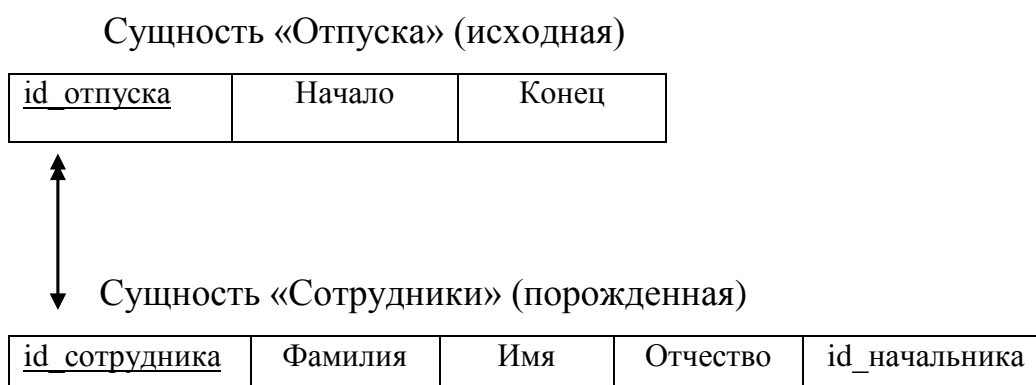 Сущность «Отпуска» (исходная)
id_отпуска Начало Конец
Сущность «Сотрудники» (порожденная)
id_сотрудника Фамилия Имя Отчество id_начальника